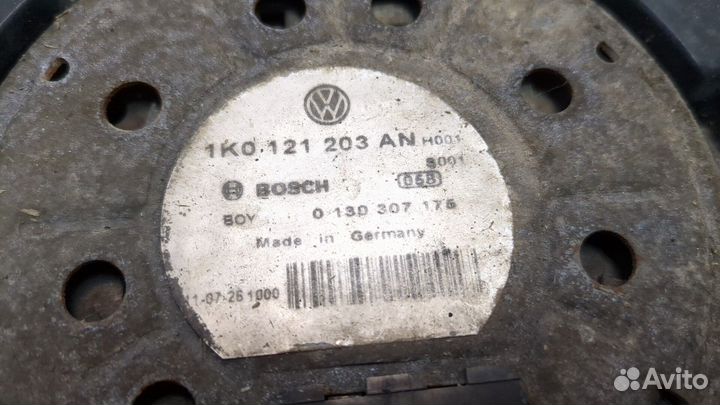 1K0 121 203 AN H001
S001
BOSCH 058
BOY 0 130 307 175
Made in Germany
11-07-26 1000
Avito